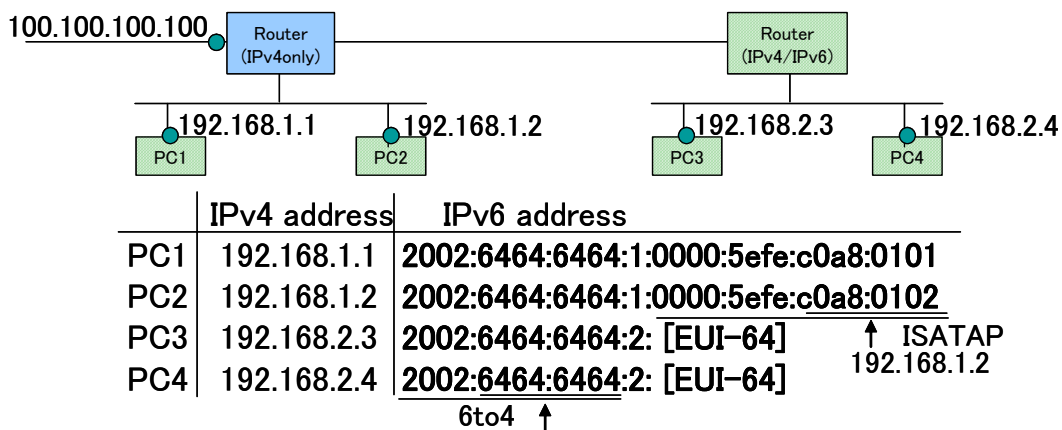 100.100.100.100
Router
(IPv4only)
Router
(IPv4/IPv6)
192.168.1.1
192.168.1.2
192.168.2.3
192.168.2.4
PC1
PC2
PC3
PC4
IPv4 address IPv6 address
PC1 192.168.1.1 2002:6464:6464:1:0000:5efe:c0a8:0101
PC2 192.168.1.2 2002:6464:6464:1:0000:5efe:c0a8:0102
PC3 192.168.2.3 2002:6464:6464:2: [EUI-64]
ISATAP
192.168.1.2
PC4 192.168.2.4 2002:6464:6464:2: [EUI-64]
6to4